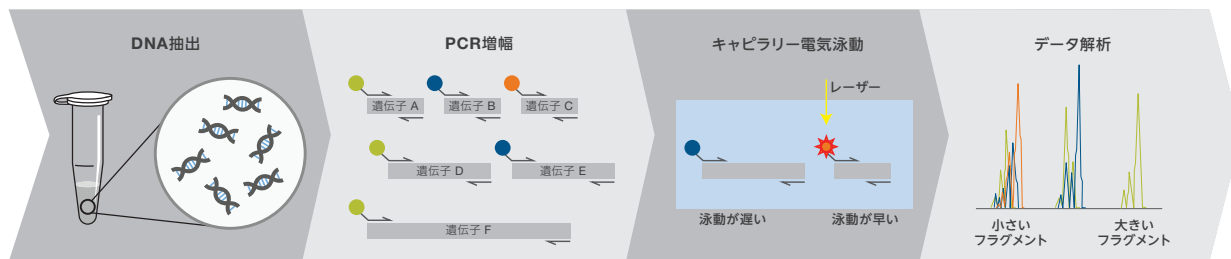 DNA抽出
PCR増幅
遺伝子 A
遺伝子 B
遺伝子 C
遺伝子 D
遺伝子 E
遺伝子 F
キャピラリー電気泳動
レーザー
泳動が遅い
泳動が早い
データ解析
小さい
フラグメント
大きい
フラグメント